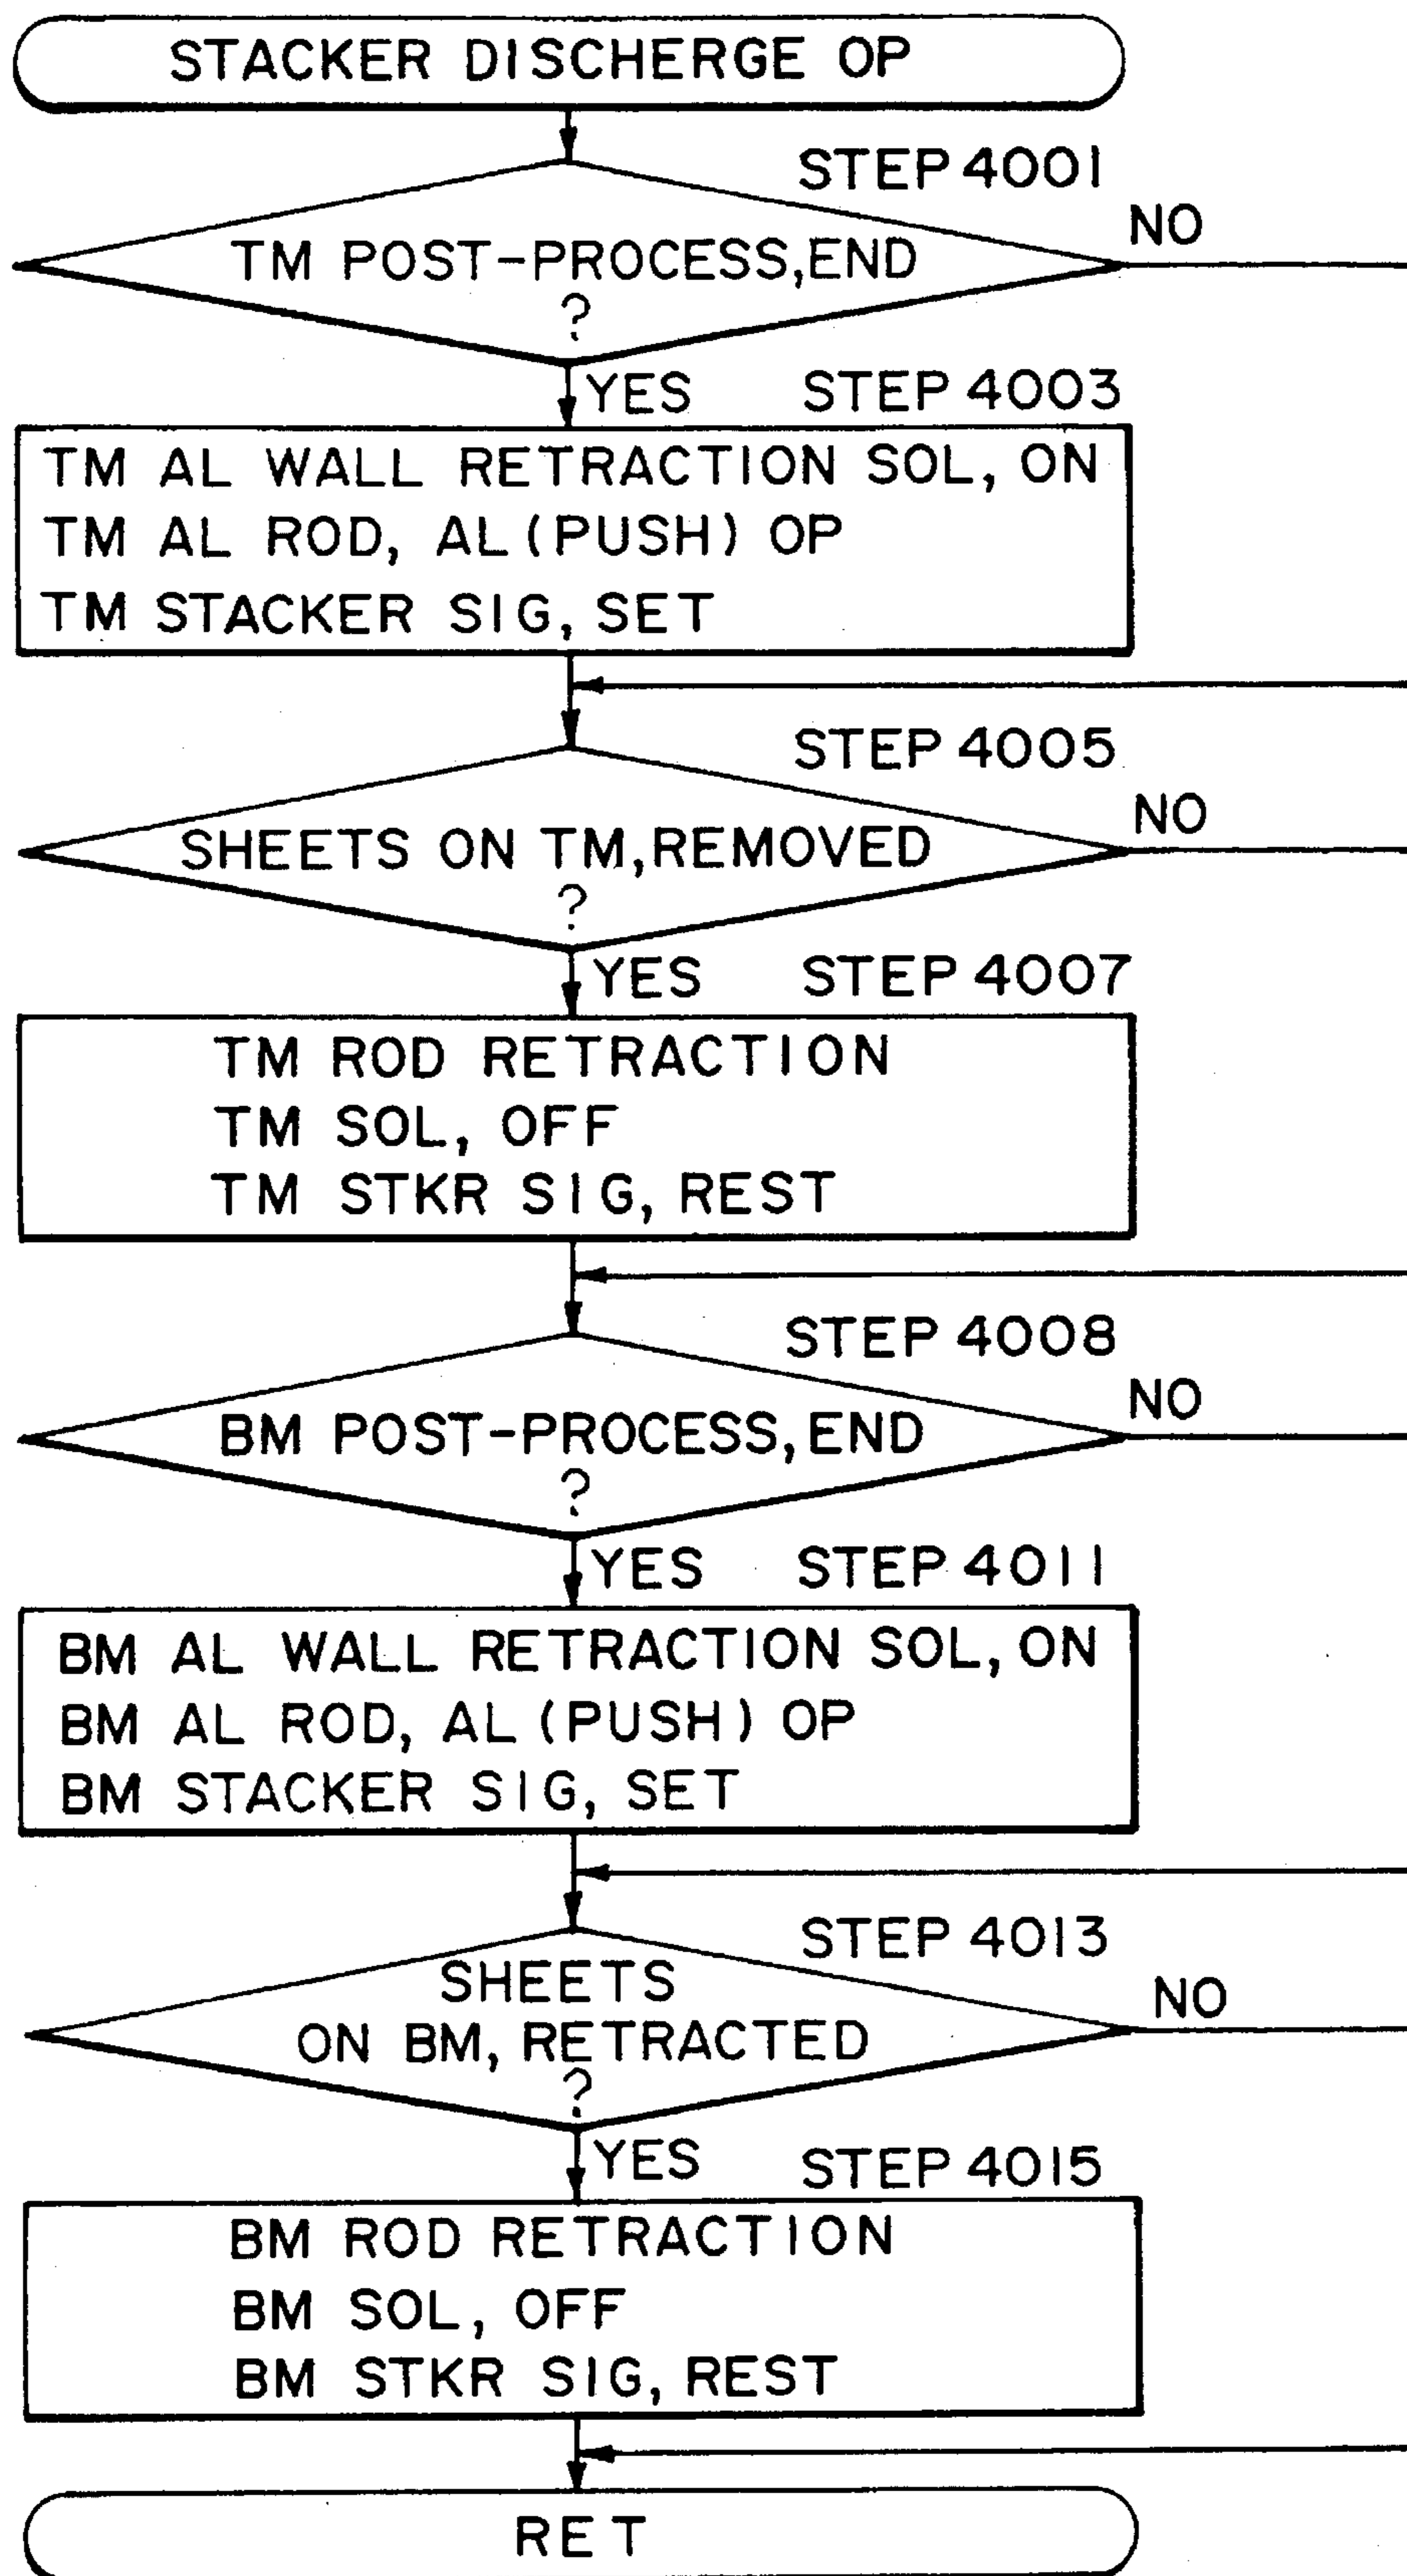 STACKER DISCHARGE OP
STEP 4001
NO
TM POST-PROCESS, END
?
YES
STEP 4003
TM AL WALL RETRACTION SOL, ON
TM AL ROD, AL (PUSH) OP
TM STACKER SIG, SET
STEP 4005
NO
SHEETS ON TM, REMOVED
?
YES
STEP 4007
TM ROD RETRACTION
TM SOL, OFF
TM STKR SIG, REST
STEP 4008
NO
BM POST-PROCESS, END
?
YES
STEP 4011
BM AL WALL RETRACTION SOL, ON
BM AL ROD, AL (PUSH) OP
BM STACKER SIG, SET
STEP 4013
NO
SHEETS
ON BM, RETRACTED
?
YES
STEP 4015
BM ROD RETRACTION
BM SOL, OFF
BM STKR SIG, REST
RET